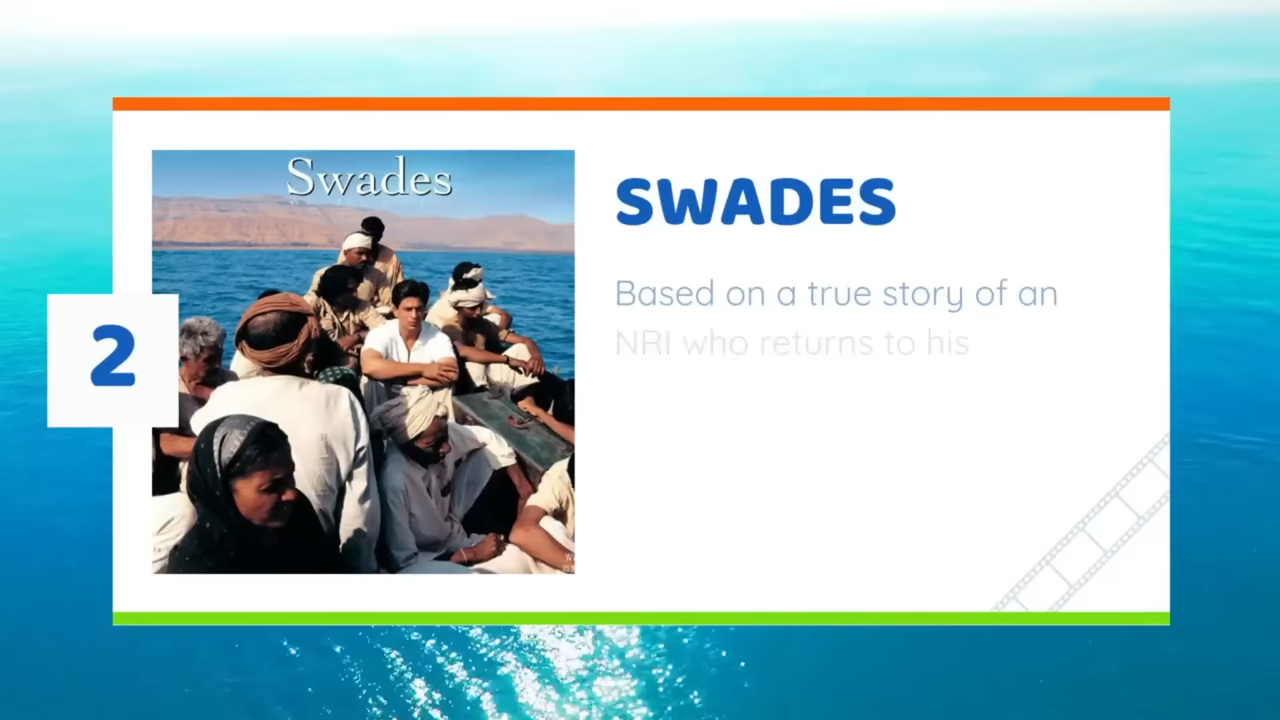 Swades
2
SWADES
Based on a true story of an
NRI who returns to his